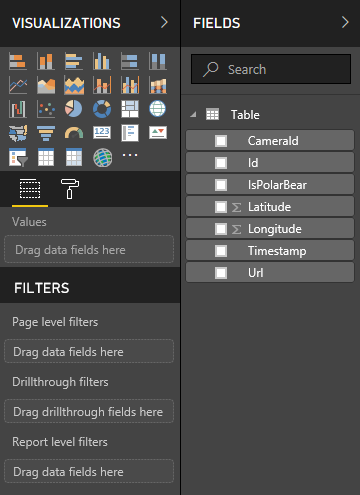 VISUALIZATIONS
Values
Drag data fields here
FILTERS
Page level filters
Drag data fields here
Drillthrough filters
Drag drillthrough fields here
Report level filters
Drag data fields here
FIELDS
Search
Table
CameraId
Id
IsPolarBear
Σ Latitude
Σ Longitude
Timestamp
Url